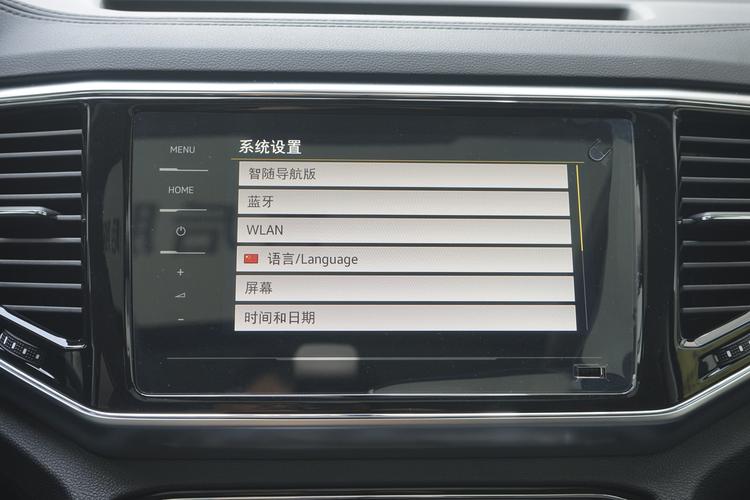 MENU
HOME
+
-
系统设置
智随导航版
蓝牙
WLAN
语言/Language
屏幕
时间和日期